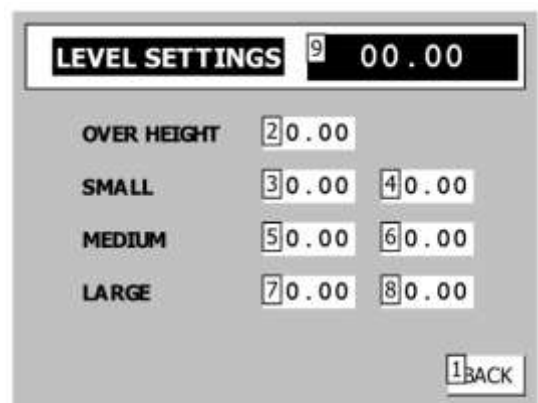 LEVEL SETTINGS 9 00.00
OVER HEIGHT 2 0.00
SMALL 3 0.00 4 0.00
MEDIUM 5 0.00 6 0.00
LARGE 7 0.00 8 0.00
1 BACK